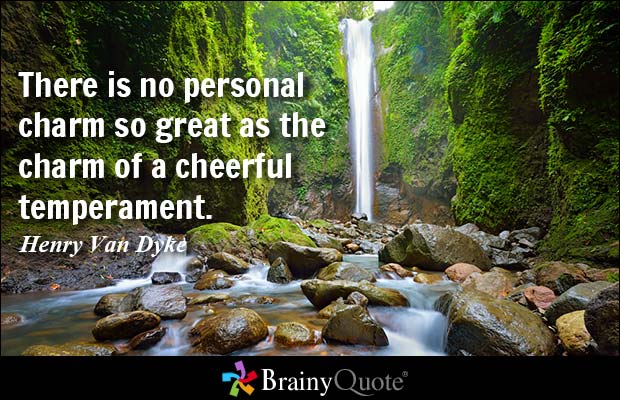 There is no personal
charm so great as the
charm of a cheerful
temperament.
Henry Van Dyke
BrainyQuote®